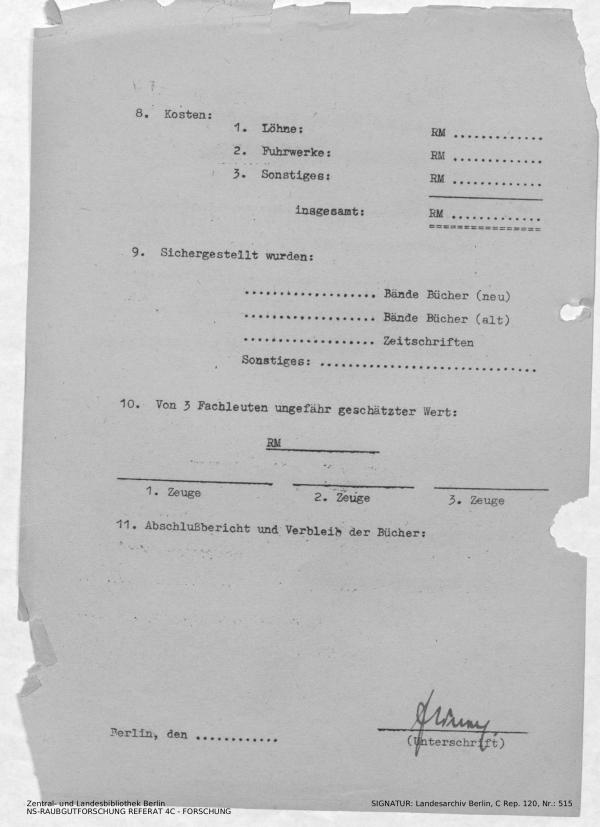 8. Kosten:
1. Löhne: RM .............
2. Fuhrwerke: RM .............
3. Sonstiges: RM .............
insgesamt: RM .............
================
9. Sichergestellt wurden:
................... Bände Bücher (neu)
................... Bände Bücher (alt)
................... Zeitschriften
Sonstiges: ...............................
10. Von 3 Fachleuten ungefähr geschätzter Wert:
RM
1. Zeuge 2. Zeuge 3. Zeuge
11. Abschlußbericht und Verbleib der Bücher:
Berlin, den ............
(Unterschrift)
Zentral- und Landesbibliothek Berlin SIGNATUR: Landesarchiv Berlin, C Rep. 120, Nr.: 515
NS-RAUBGUTFORSCHUNG REFERAT 4C - FORSCHUNG